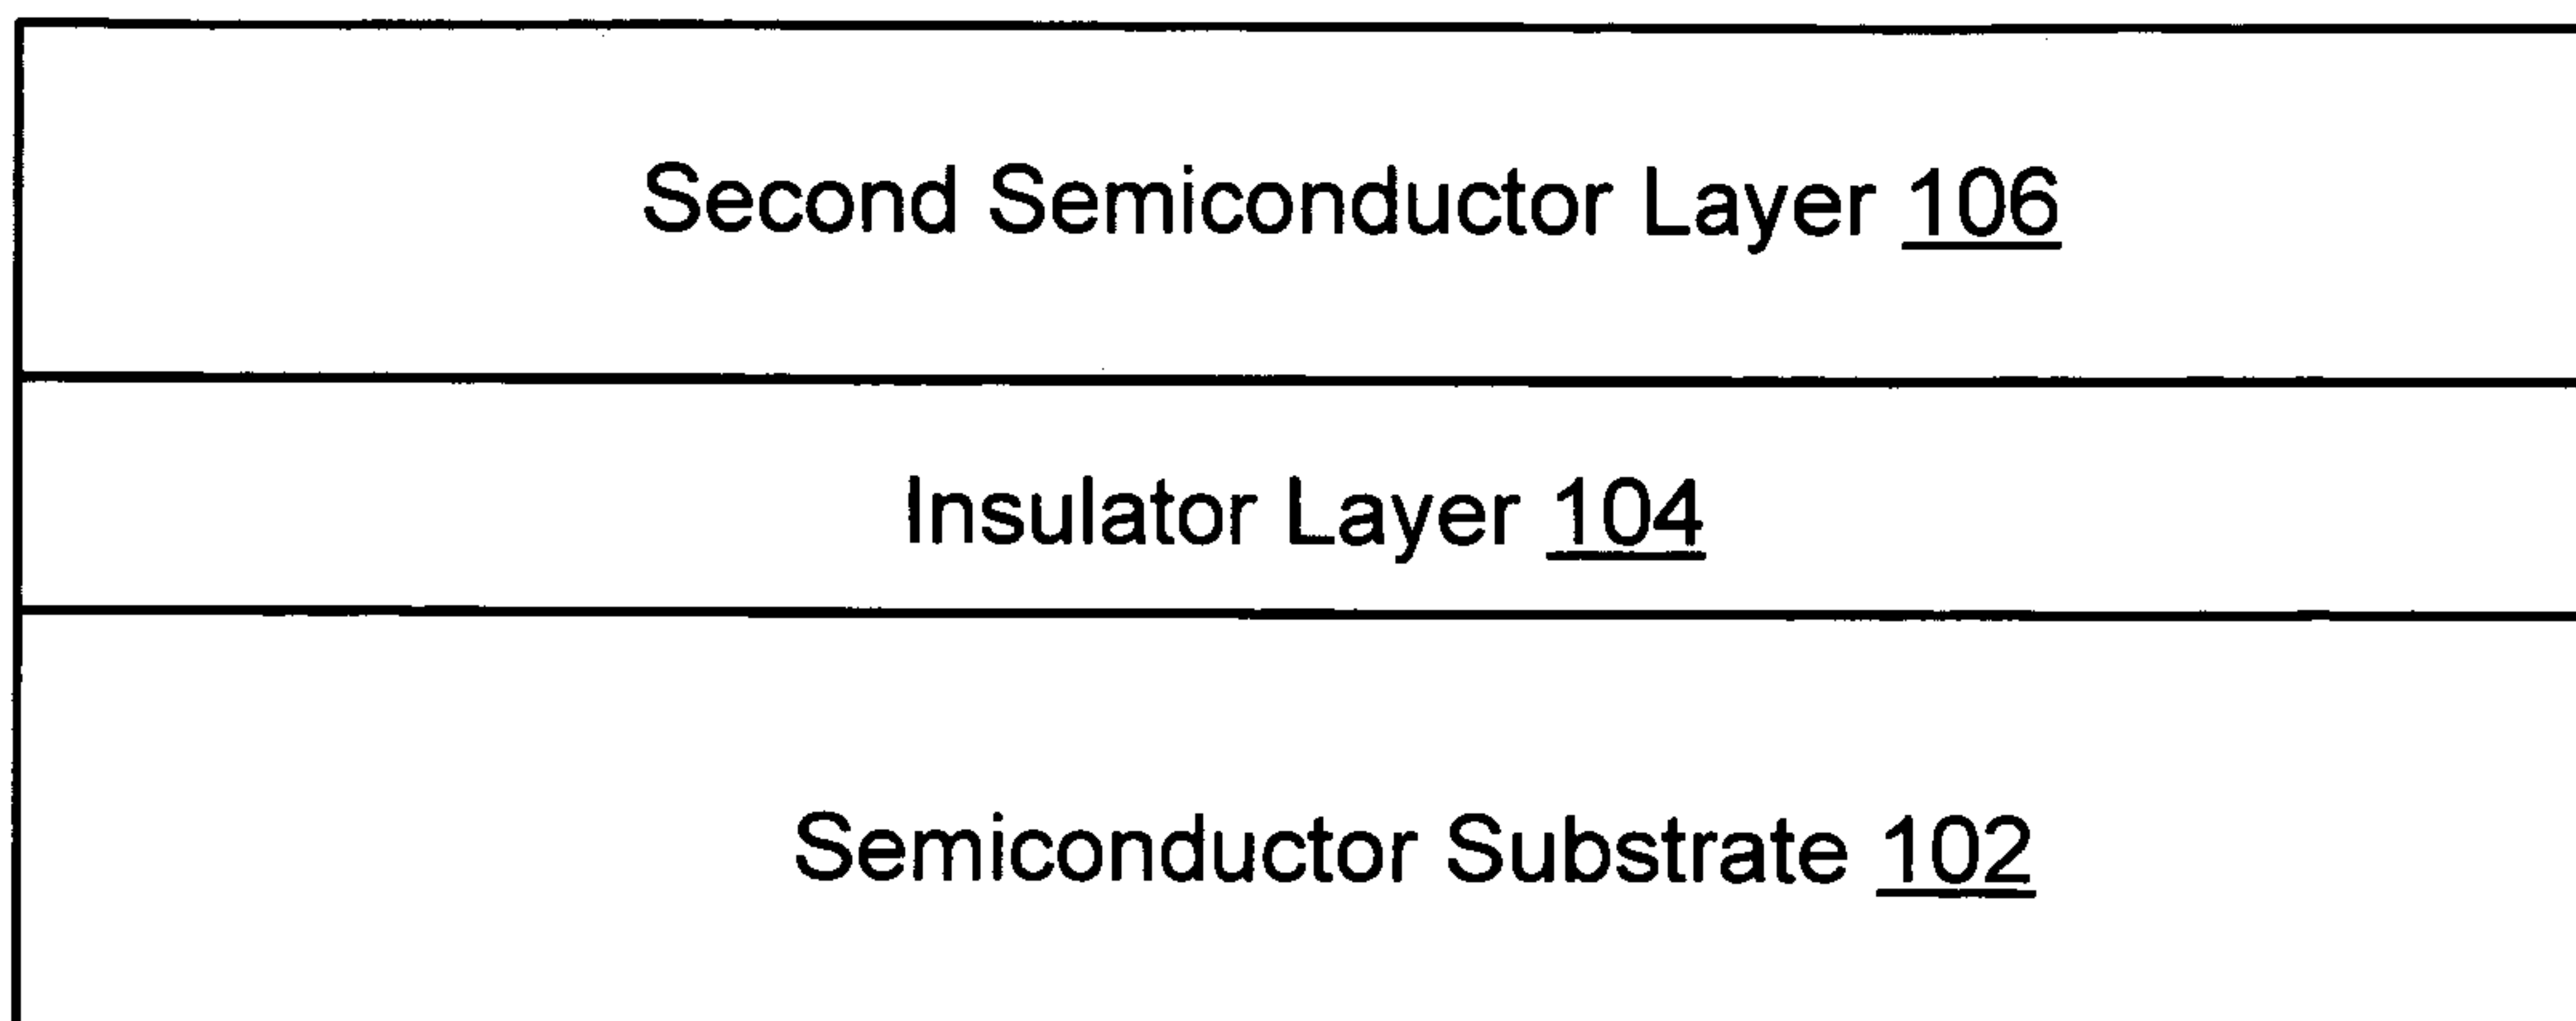 Second Semiconductor Layer 106
Insulator Layer 104
Semiconductor Substrate 102